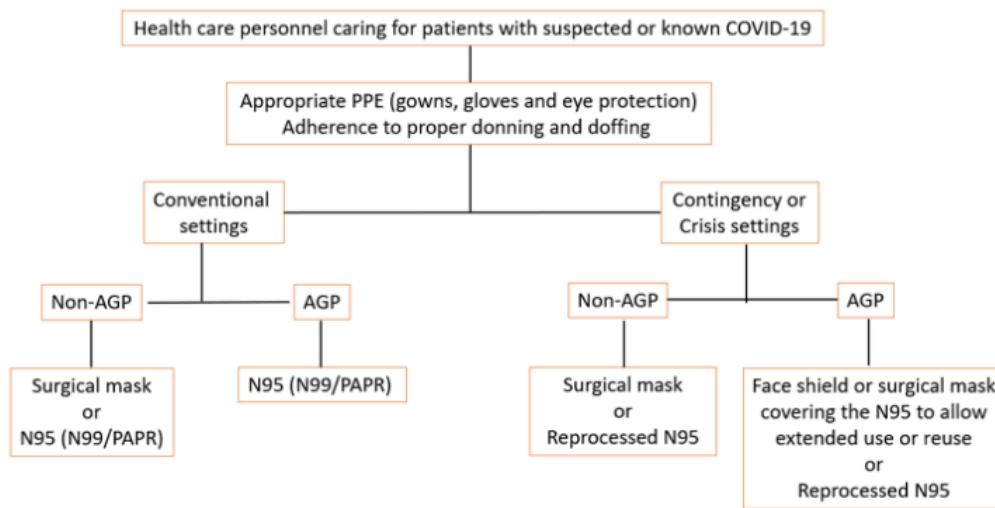 Health care personnel caring for patients with suspected or known COVID-19
Appropriate PPE (gowns, gloves and eye protection)
Adherence to proper donning and doffing
Conventional
settings
Contingency or
Crisis settings
Non-AGP
AGP
Non-AGP
AGP
Surgical mask
or
N95 (N99/PAPR)
N95 (N99/PAPR)
Surgical mask
or
Reprocessed N95
Face shield or surgical mask
covering the N95 to allow
extended use or reuse
or
Reprocessed N95